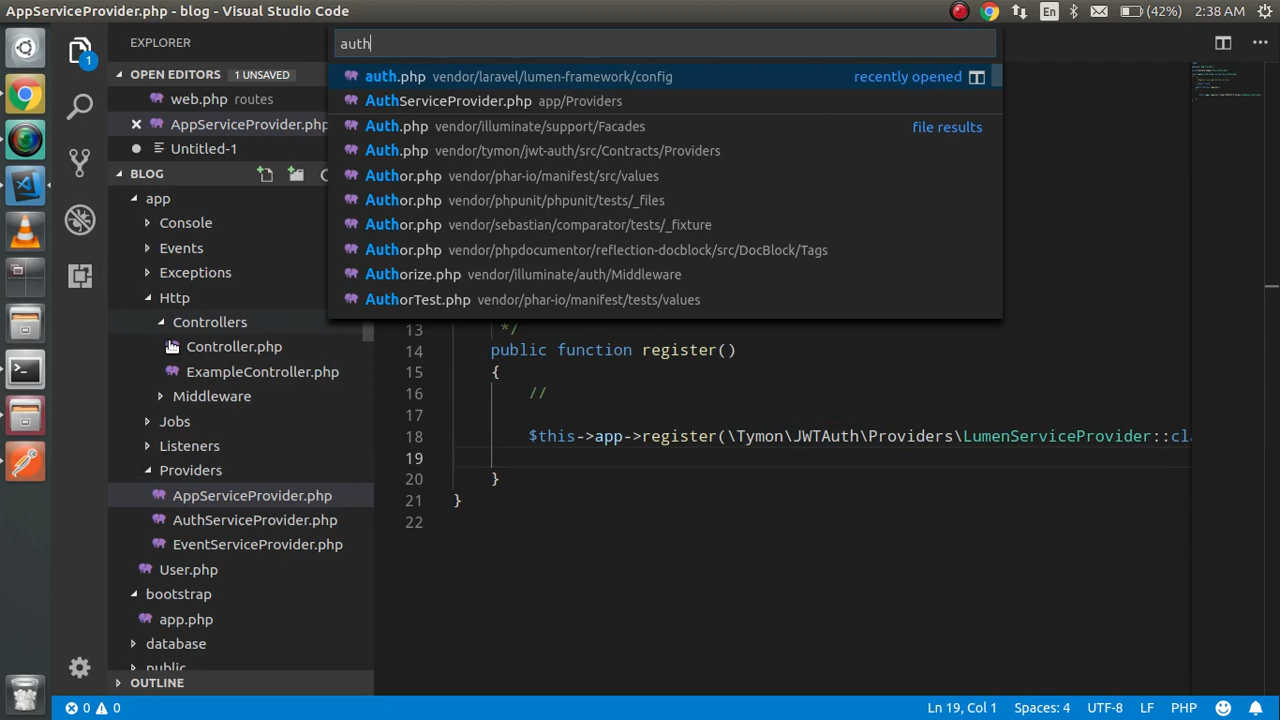 AppServiceProvider.php - blog - Visual Studio Code
En
(42%)
2:38 AM
EXPLORER
1
OPEN EDITORS 1 UNSAVED
web.php routes
AppServiceProvider.php
Untitled-1
BLOG
app
Console
Events
Exceptions
Http
Controllers
Controller.php
ExampleController.php
Middleware
Jobs
Listeners
Providers
AppServiceProvider.php
AuthServiceProvider.php
EventServiceProvider.php
User.php
bootstrap
app.php
database
public
OUTLINE
auth
auth.php vendor/laravel/lumen-framework/config recently opened
AuthServiceProvider.php app/Providers
Auth.php vendor/illuminate/support/Facades file results
Auth.php vendor/tymon/jwt-auth/src/Contracts/Providers
Author.php vendor/phar-io/manifest/src/values
Author.php vendor/phpunit/phpunit/tests/_files
Author.php vendor/sebastian/comparator/tests/_fixture
Author.php vendor/phpdocumentor/reflection-docblock/src/DocBlock/Tags
Authorize.php vendor/illuminate/auth/Middleware
AuthorTest.php vendor/phar-io/manifest/tests/values
13 */
14 public function register()
15 {
16 //
17
18 $this->app->register(\Tymon\JWTAuth\Providers\LumenServiceProvider::cla
19
20 }
21 }
22
0 0
Ln 19, Col 1
Spaces: 4
UTF-8
LF
PHP